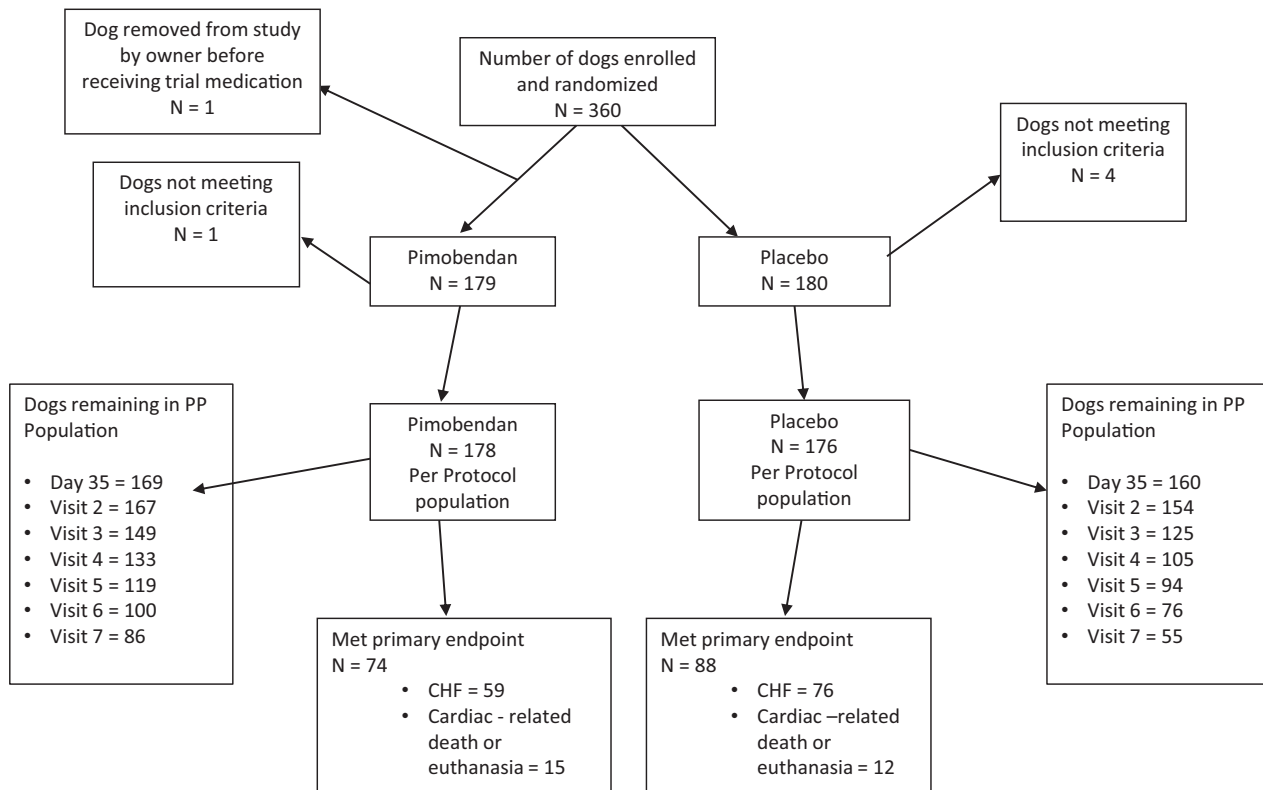 Dog removed from study
by owner before
receiving trial medication
N = 1
Number of dogs enrolled
and randomized
N = 360
Dogs not meeting
inclusion criteria
N = 4
Dogs not meeting
inclusion criteria
N = 1
Pimobendan
N = 179
Placebo
N = 180
Dogs remaining in PP
Population
• Day 35 = 169
• Visit 2 = 167
• Visit 3 = 149
• Visit 4 = 133
• Visit 5 = 119
• Visit 6 = 100
• Visit 7 = 86
Pimobendan
N = 178
Per Protocol
population
Placebo
N = 176
Per Protocol
population
Dogs remaining in PP
Population
• Day 35 = 160
• Visit 2 = 154
• Visit 3 = 125
• Visit 4 = 105
• Visit 5 = 94
• Visit 6 = 76
• Visit 7 = 55
Met primary endpoint
N = 74
• CHF = 59
• Cardiac - related
death or
euthanasia = 15
Met primary endpoint
N = 88
• CHF = 76
• Cardiac –related
death or
euthanasia = 12